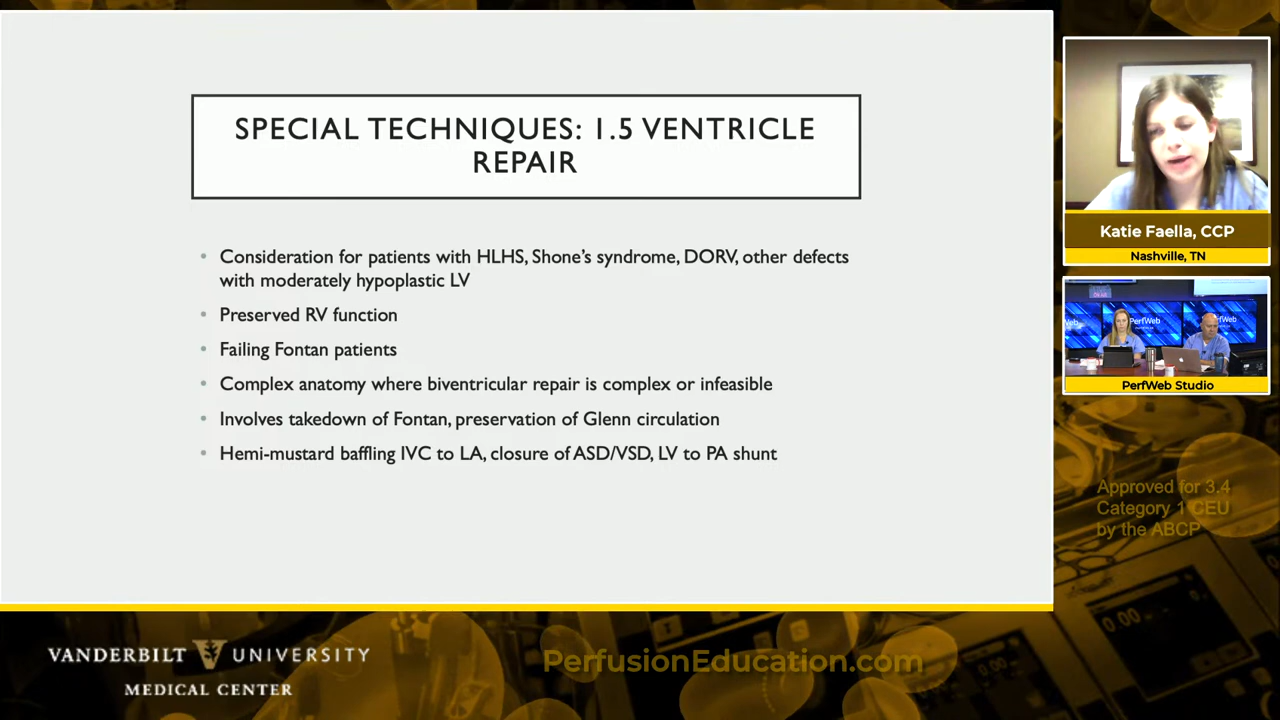 SPECIAL TECHNIQUES: 1.5 VENTRICLE
REPAIR
• Consideration for patients with HLHS, Shone's syndrome, DORV, other defects
with moderately hypoplastic LV
• Preserved RV function
• Failing Fontan patients
• Complex anatomy where biventricular repair is complex or infeasible
• Involves takedown of Fontan, preservation of Glenn circulation
• Hemi-mustard baffling IVC to LA, closure of ASD/VSD, LV to PA shunt
Katie Faella, CCP
Nashville, TN
PerfWeb
PerfWeb Studio
Approved for 3.4
Category 1 CEU
by the ABCP
VANDERBILT UNIVERSITY
MEDICAL CENTER
PerfusionEducation.com